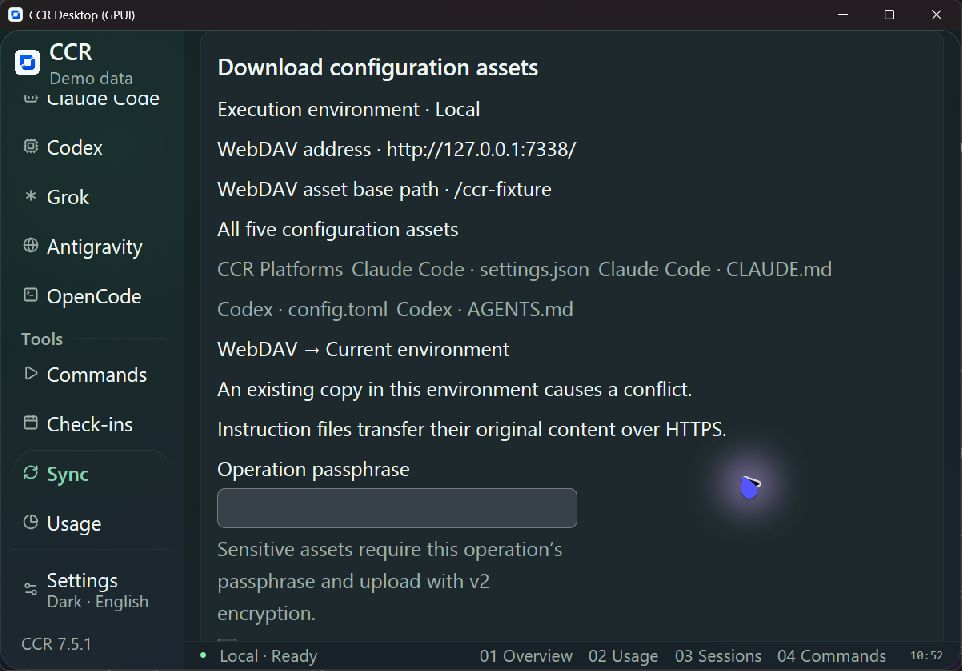 CCR Desktop (GPUI)
CCR
Demo data
Claude Code
Codex
Grok
Antigravity
OpenCode
Tools
Commands
Check-ins
Sync
Usage
Settings
Dark · English
CCR 7.5.1
Download configuration assets
Execution environment · Local
WebDAV address · http://127.0.0.1:7338/
WebDAV asset base path · /ccr-fixture
All five configuration assets
CCR Platforms Claude Code · settings.json Claude Code · CLAUDE.md
Codex · config.toml Codex · AGENTS.md
WebDAV → Current environment
An existing copy in this environment causes a conflict.
Instruction files transfer their original content over HTTPS.
Operation passphrase
Sensitive assets require this operation’s
passphrase and upload with v2
encryption.
Local · Ready
01 Overview 02 Usage 03 Sessions 04 Commands 10:52